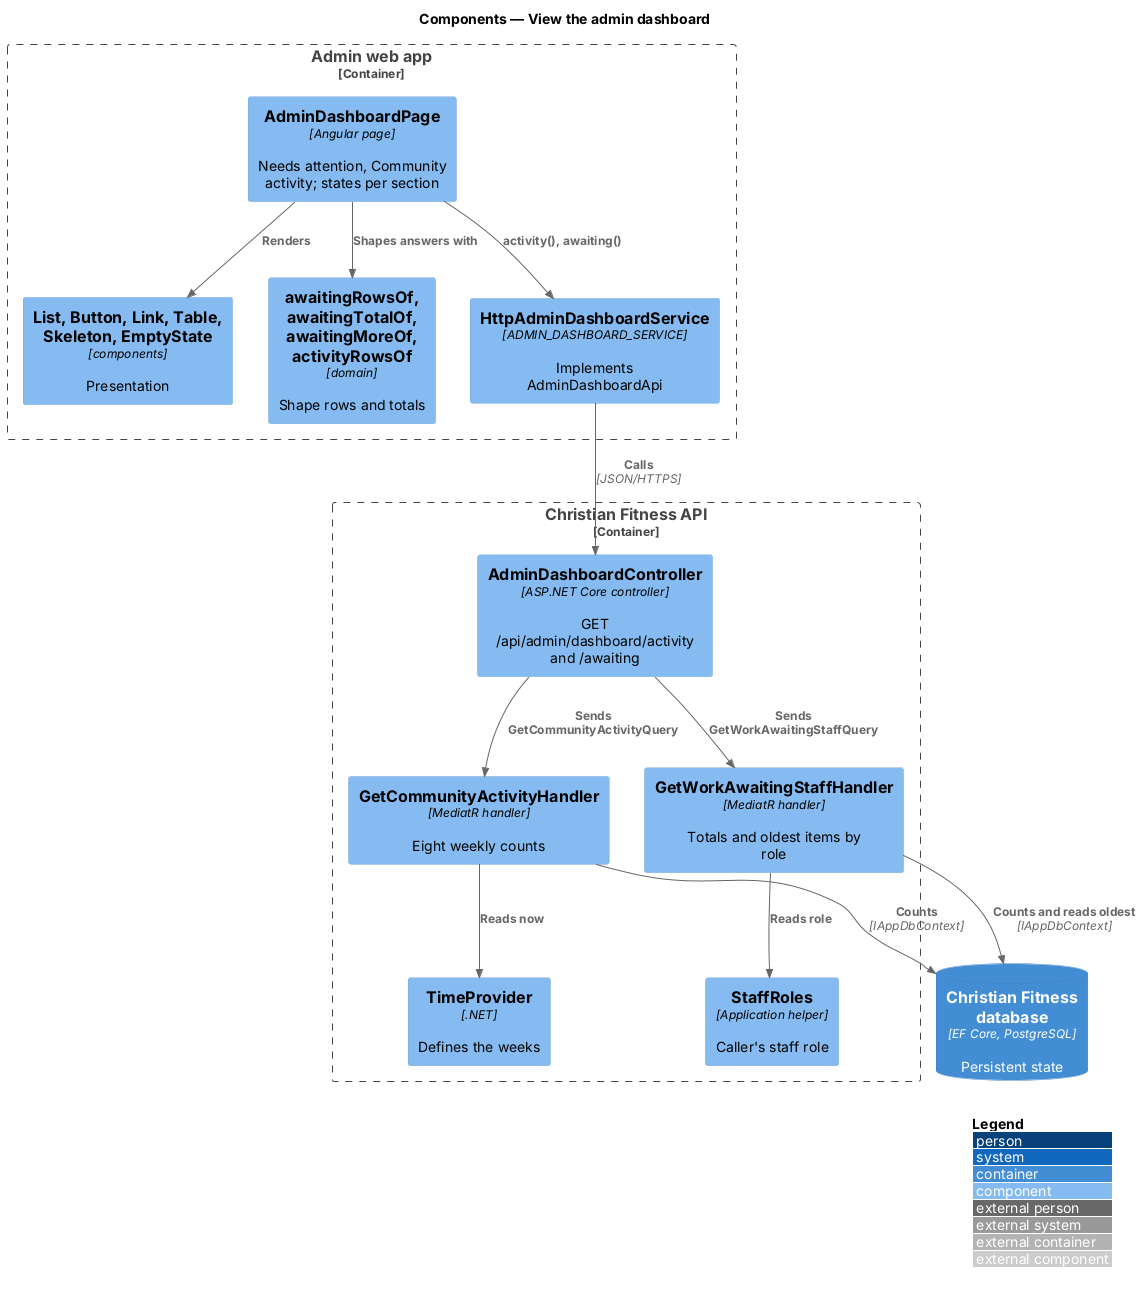 Components — View the admin dashboard
Admin web app
[Container]
AdminDashboardPage
[Angular page]
Needs attention, Community
activity; states per section
Renders
Shapes answers with
activity(), awaiting()
List, Button, Link, Table,
Skeleton, EmptyState
[components]
Presentation
awaitingRowsOf,
awaitingTotalOf,
awaitingMoreOf,
activityRowsOf
[domain]
Shape rows and totals
HttpAdminDashboardService
[ADMIN_DASHBOARD_SERVICE]
Implements
AdminDashboardApi
Calls
[JSON/HTTPS]
Christian Fitness API
[Container]
AdminDashboardController
[ASP.NET Core controller]
GET
/api/admin/dashboard/activity
and /awaiting
Sends
GetCommunityActivityQuery
Sends
GetWorkAwaitingStaffQuery
GetCommunityActivityHandler
[MediatR handler]
Eight weekly counts
GetWorkAwaitingStaffHandler
[MediatR handler]
Totals and oldest items by
role
Reads now
Reads role
Counts
[IAppDbContext]
Counts and reads oldest
[IAppDbContext]
TimeProvider
[.NET]
Defines the weeks
StaffRoles
[Application helper]
Caller's staff role
Christian Fitness
database
[EF Core, PostgreSQL]
Persistent state
Legend
person
system
container
component
external person
external system
external container
external component